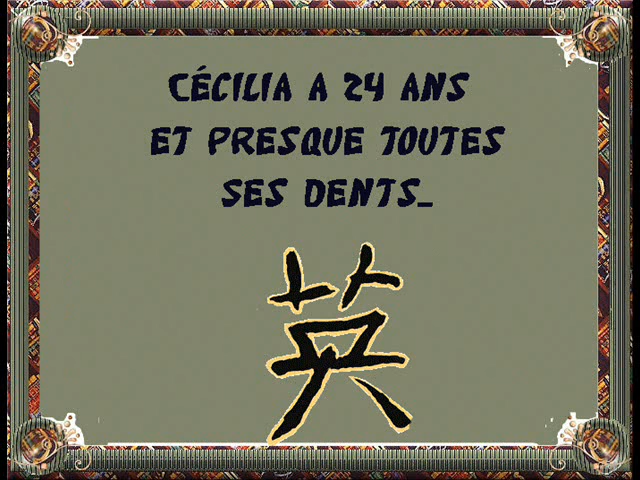 CÉCILIA A 24 ANS
ET PRESQUE TOUTES
SES DENTS_
英